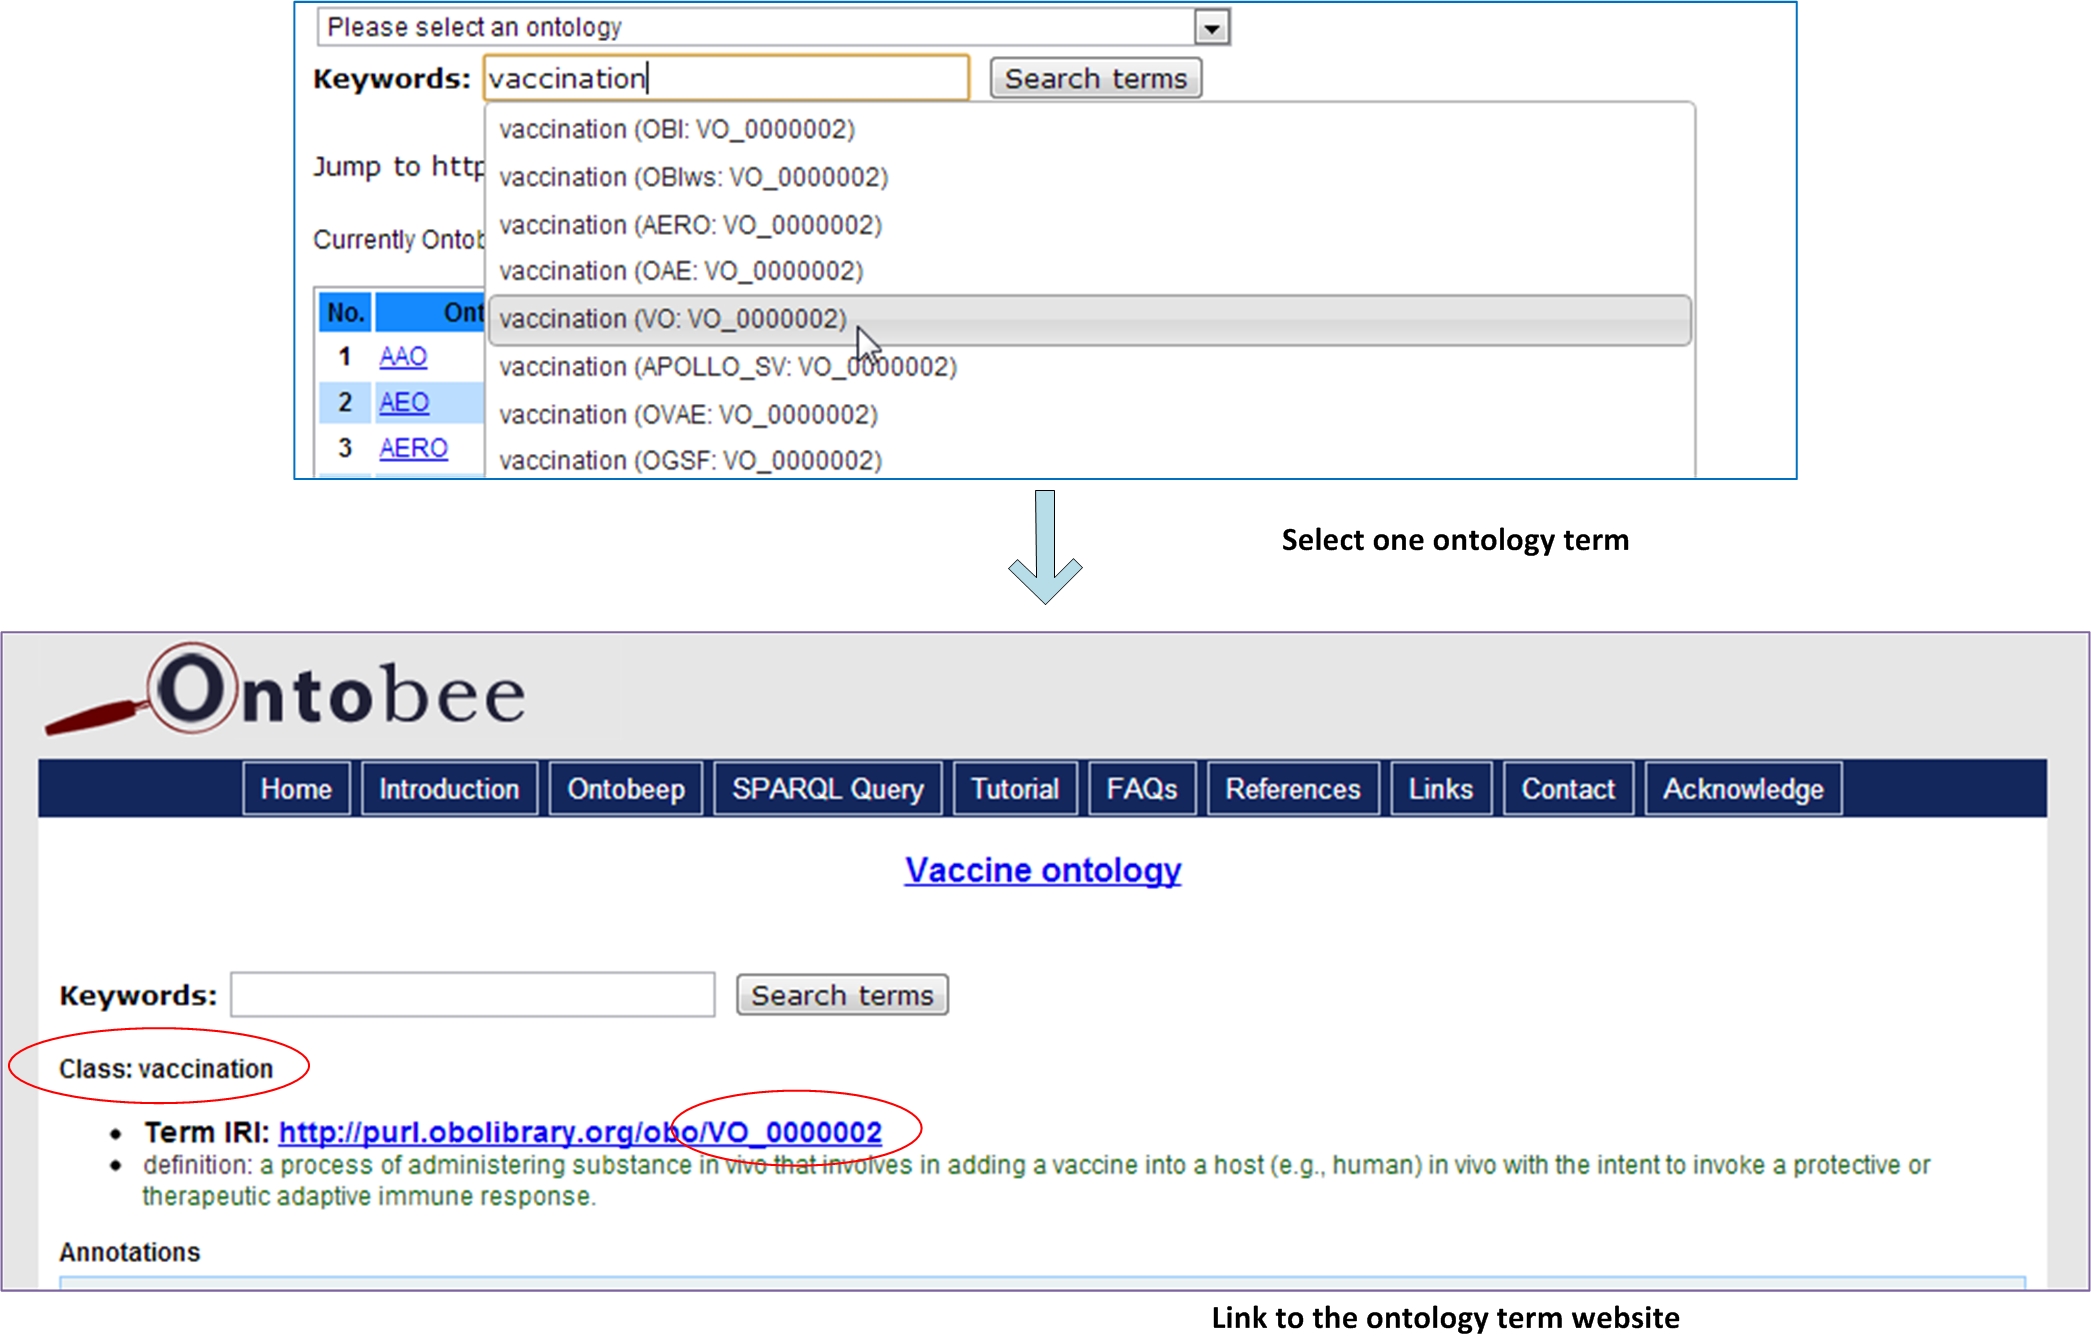 Please select an ontology
Keywords: vaccination Search terms
vaccination (OBI: VO_0000002)
Jump to http
vaccination (OBIws: VO_0000002)
vaccination (AERO: VO_0000002)
Currently Ontob
vaccination (OAE: VO_0000002)
No. Ont
vaccination (VO: VO_0000002)
1 AAO
vaccination (APOLLO_SV: VO_0000002)
2 AEO
vaccination (OVAE: VO_0000002)
3 AERO
vaccination (OGSF: VO_0000002)
Select one ontology term
Ontobee
Home Introduction Ontobeep SPARQL Query Tutorial FAQs References Links Contact Acknowledge
Vaccine ontology
Keywords: Search terms
Class: vaccination
• Term IRI: http://purl.obolibrary.org/obo/VO_0000002
• definition: a process of administering substance in vivo that involves in adding a vaccine into a host (e.g., human) in vivo with the intent to invoke a protective or
therapeutic adaptive immune response.
Annotations
Link to the ontology term website